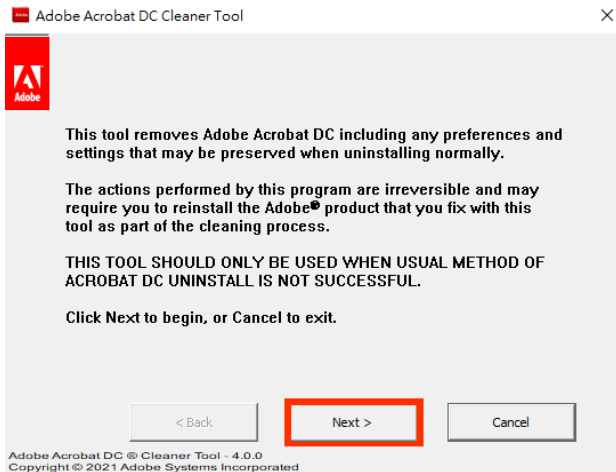 Adobe Acrobat DC Cleaner Tool
Adobe
This tool removes Adobe Acrobat DC including any preferences and
settings that may be preserved when uninstalling normally.
The actions performed by this program are irreversible and may
require you to reinstall the Adobe® product that you fix with this
tool as part of the cleaning process.
THIS TOOL SHOULD ONLY BE USED WHEN USUAL METHOD OF
ACROBAT DC UNINSTALL IS NOT SUCCESSFUL.
Click Next to begin, or Cancel to exit.
< Back
Next >
Cancel
Adobe Acrobat DC ® Cleaner Tool - 4.0.0
Copyright © 2021 Adobe Systems Incorporated